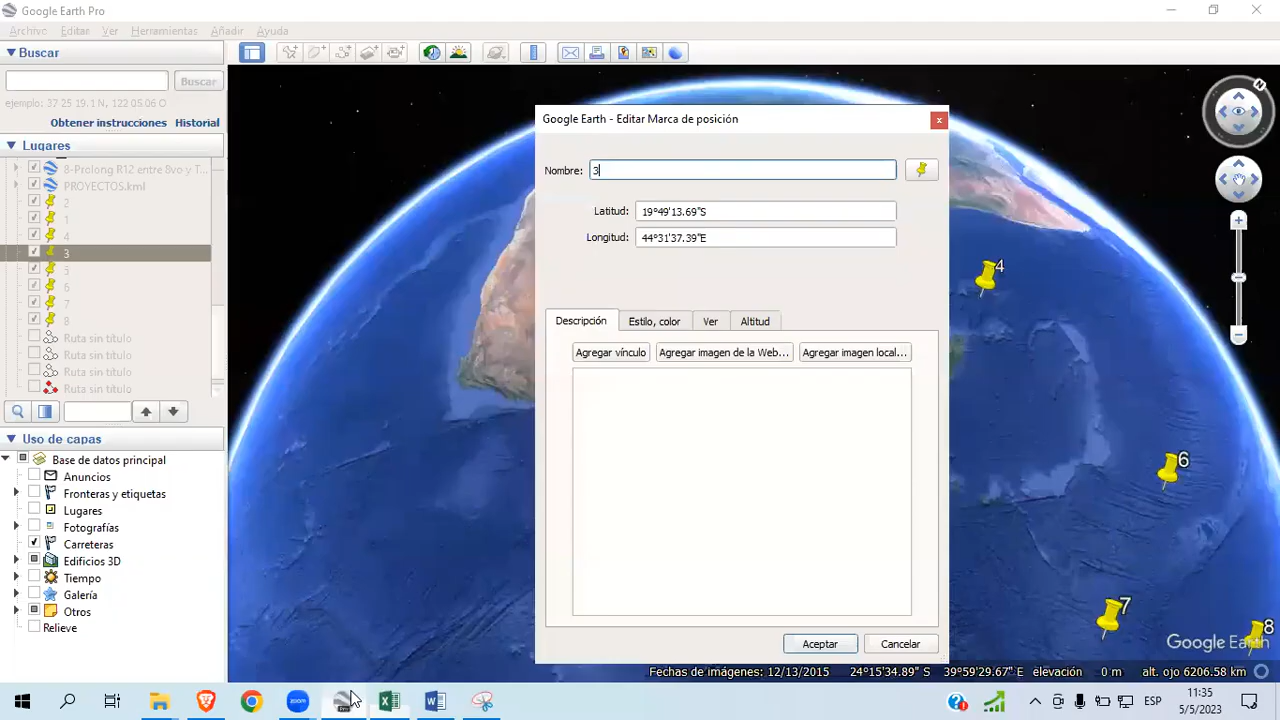 Google Earth Pro
Archivo Editar Ver Herramientas Añadir Ayuda
Buscar
Buscar
ejemplo: 37 25 19.1 N, 122 05 06 O
Obtener instrucciones Historial
Lugares
8-Prolong R12 entre 8vo y T...
PROYECTOS.kml
2
1
4
3
5
6
7
8
Ruta sin título
Ruta sin título
Ruta sin título
Ruta sin título
Uso de capas
Base de datos principal
Anuncios
Fronteras y etiquetas
Lugares
Fotografías
Carreteras
Edificios 3D
Tiempo
Galería
Otros
Relieve
Google Earth - Editar Marca de posición
Nombre: 3
Latitud: 19°49'13.69"S
Longitud: 44°31'37.39"E
Descripción Estilo, color Ver Altitud
Agregar vínculo Agregar imagen de la Web... Agregar imagen local...
Aceptar Cancelar
N
4
6
7
8
Google Earth
Fechas de imágenes: 12/13/2015 24°15'34.89" S 39°59'29.67" E elevación 0 m alt. ojo 6206.58 km
zoom
Pro
ESP
11:35
5/5/2023